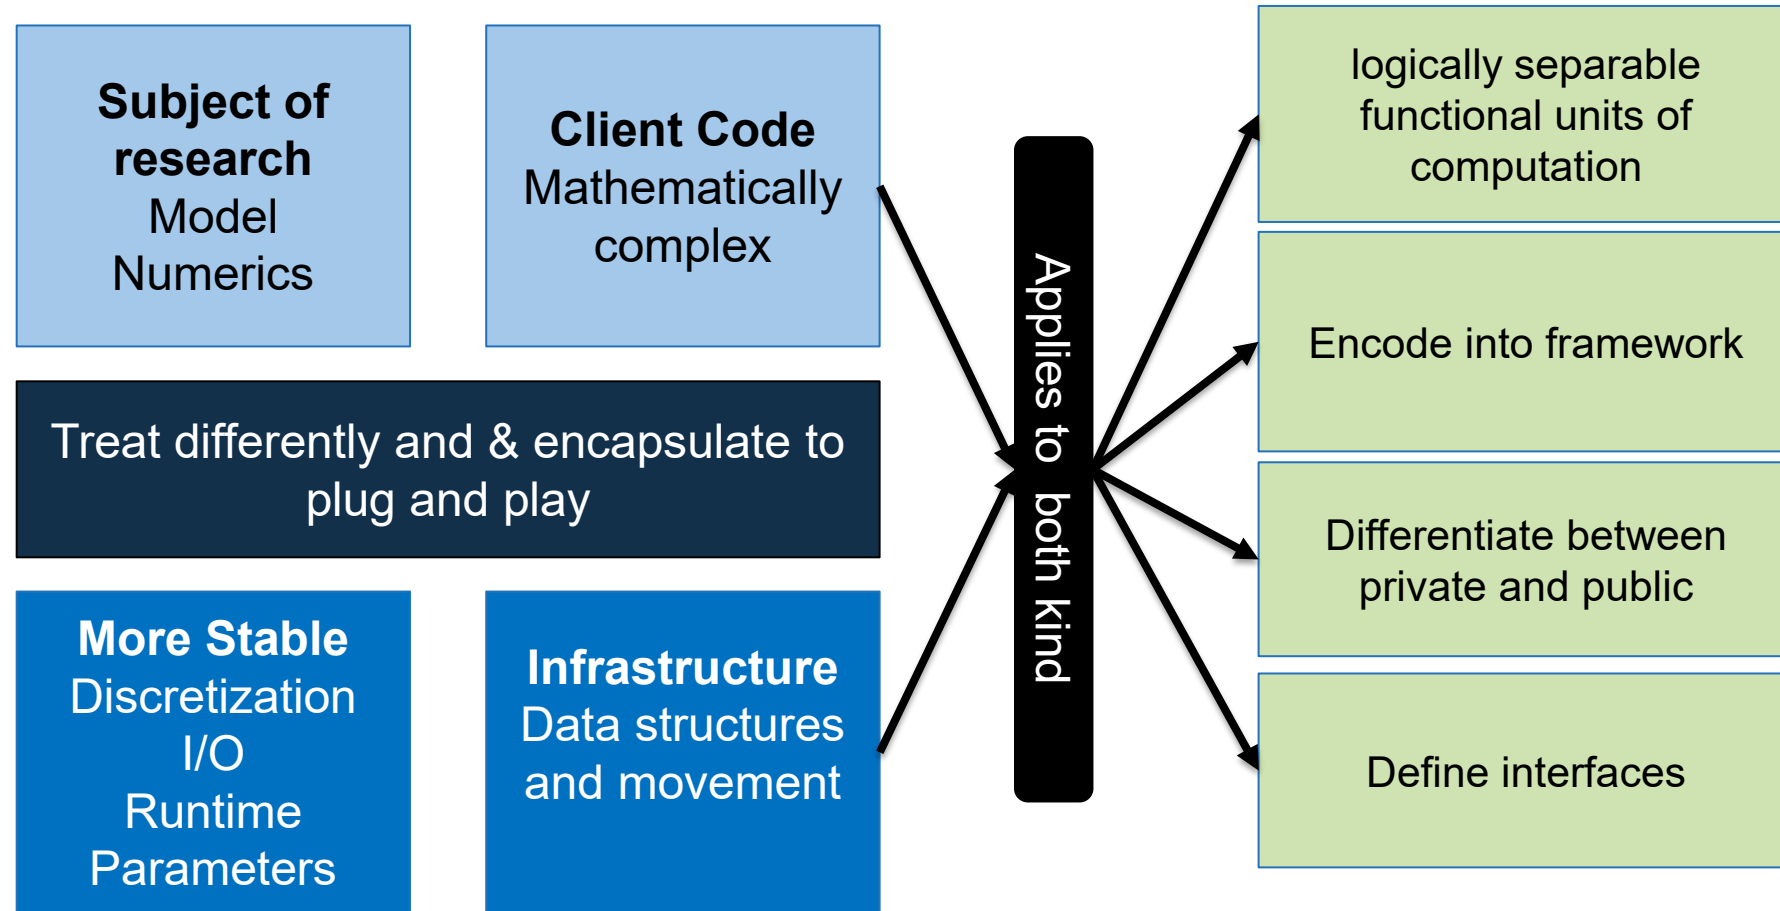 Subject of
research
Model
Numerics
Client Code
Mathematically
complex
Treat differently and & encapsulate to
plug and play
More Stable
Discretization
I/O
Runtime
Parameters
Infrastructure
Data structures
and movement
Applies to both kind
logically separable
functional units of
computation
Encode into framework
Differentiate between
private and public
Define interfaces